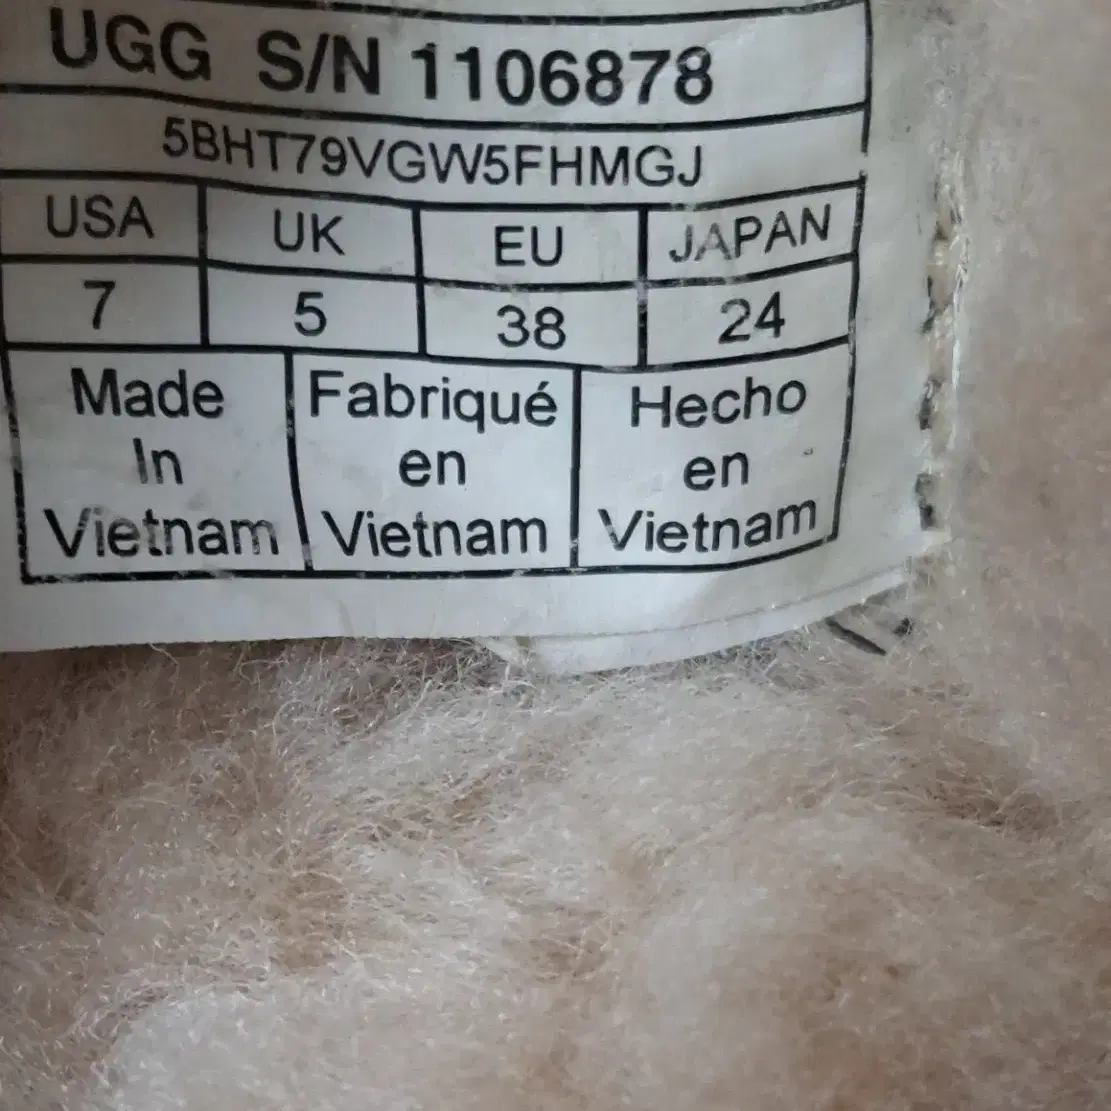 UGG S/N 1106878
5BHT79VGW5FHMGJ
USA UK EU JAPAN
7 5 38 24
Made In Vietnam
Fabriqué en Vietnam
Hecho en Vietnam